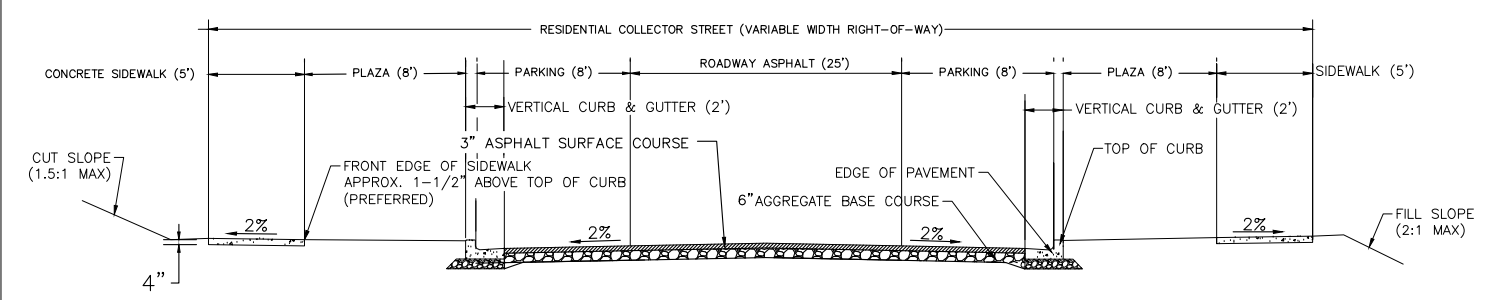 RESIDENTIAL COLLECTOR STREET (VARIABLE WIDTH RIGHT-OF-WAY)
CONCRETE SIDEWALK (5')
PLAZA (8')
PARKING (8')
ROADWAY ASPHALT (25')
PARKING (8')
PLAZA (8')
SIDEWALK (5')
VERTICAL CURB & GUTTER (2')
VERTICAL CURB & GUTTER (2')
3" ASPHALT SURFACE COURSE
TOP OF CURB
CUT SLOPE
(1.5:1 MAX)
FRONT EDGE OF SIDEWALK
APPROX. 1-1/2" ABOVE TOP OF CURB
(PREFERRED)
EDGE OF PAVEMENT
6" AGGREGATE BASE COURSE
FILL SLOPE
(2:1 MAX)
2%
2%
2%
2%
4"